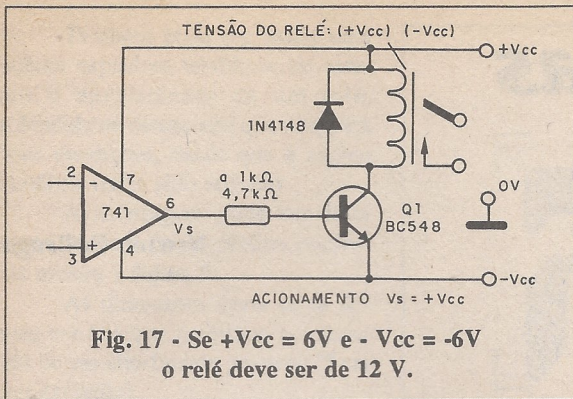 TENSÃO DO RELÉ: (+Vcc) (-Vcc)
+Vcc
1N4148
2
-
7
a 1kΩ
4,7kΩ
6
741
Vs
+
3
4
Q1
BC548
0V
-Vcc
ACIONAMENTO Vs = +Vcc
Fig. 17 - Se +Vcc = 6V e - Vcc = -6V
o relé deve ser de 12 V.